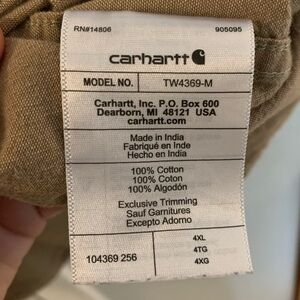 RN#14806 905095
carhartt
MODEL NO. TW4369-M
Carhartt, Inc. P.O. Box 600
Dearborn, MI 48121 USA
carhartt.com
Made in India
Fabriqué en Inde
Hecho en India
100% Cotton
100% Coton
100% Algodón
Exclusive Trimming
Sauf Garnitures
Excepto Adorno
104369 256
4XL
4TG
4XG